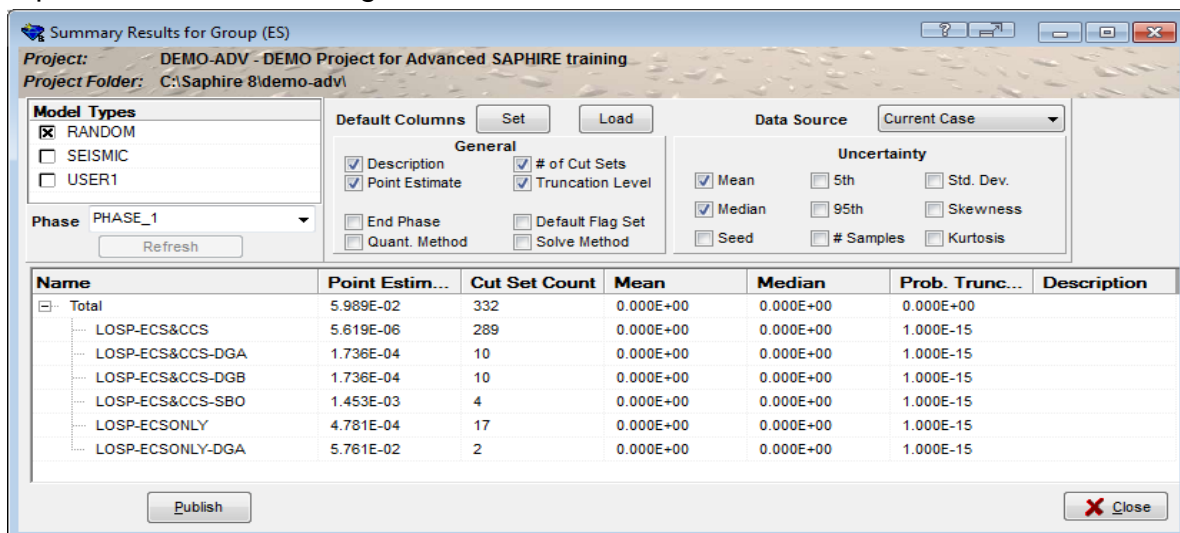 Summary Results for Group (ES)
Project: DEMO-ADV - DEMO Project for Advanced SAPHIRE training
Project Folder: C:\Saphire 8\demo-adv\
Model Types
RANDOM
SEISMIC
USER1
Phase PHASE_1
Refresh
Default Columns Set Load Data Source Current Case
General
Description # of Cut Sets
Point Estimate Truncation Level
End Phase Default Flag Set
Quant. Method Solve Method
Uncertainty
Mean 5th Std. Dev.
Median 95th Skewness
Seed # Samples Kurtosis
Name Point Estim... Cut Set Count Mean Median Prob. Trunc... Description
Total 5.989E-02 332 0.000E+00 0.000E+00 0.000E+00
LOSP-ECS&CCS 5.619E-06 289 0.000E+00 0.000E+00 1.000E-15
LOSP-ECS&CCS-DGA 1.736E-04 10 0.000E+00 0.000E+00 1.000E-15
LOSP-ECS&CCS-DGB 1.736E-04 10 0.000E+00 0.000E+00 1.000E-15
LOSP-ECS&CCS-SBO 1.453E-03 4 0.000E+00 0.000E+00 1.000E-15
LOSP-ECSONLY 4.781E-04 17 0.000E+00 0.000E+00 1.000E-15
LOSP-ECSONLY-DGA 5.761E-02 2 0.000E+00 0.000E+00 1.000E-15
Publish Close